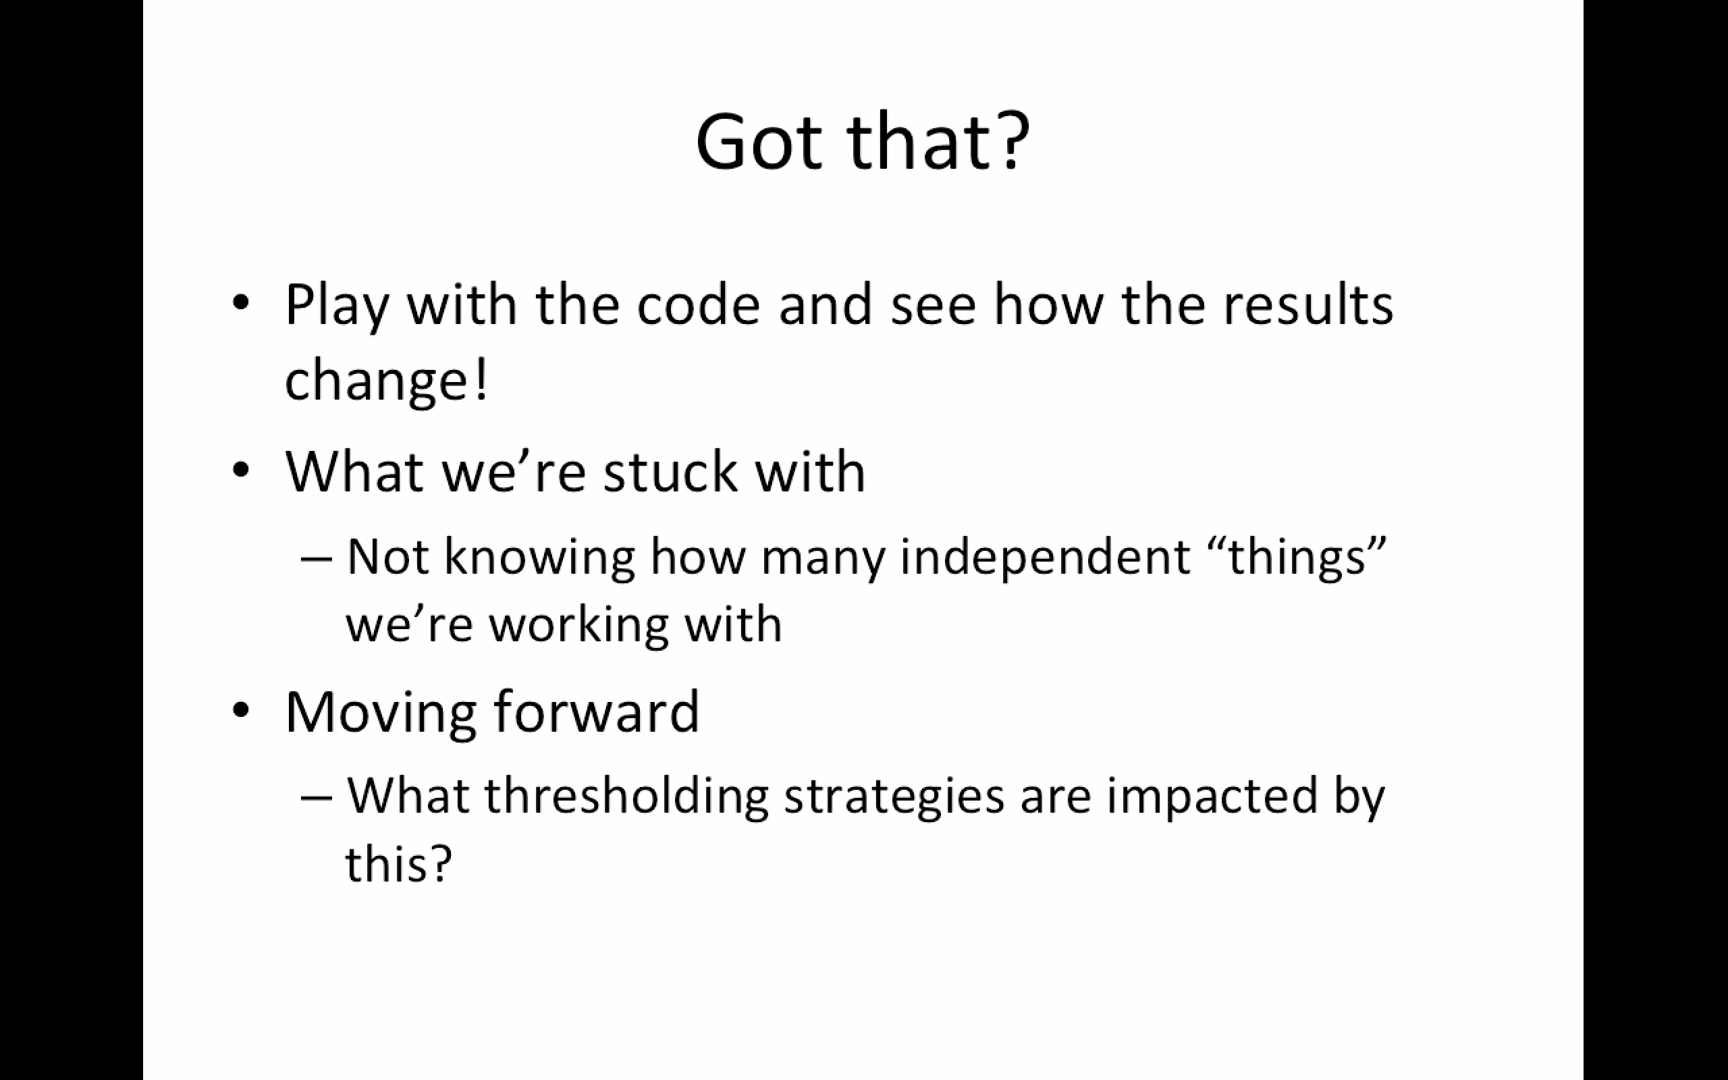 Got that?
• Play with the code and see how the results
change!
• What we’re stuck with
– Not knowing how many independent “things”
we’re working with
• Moving forward
– What thresholding strategies are impacted by
this?